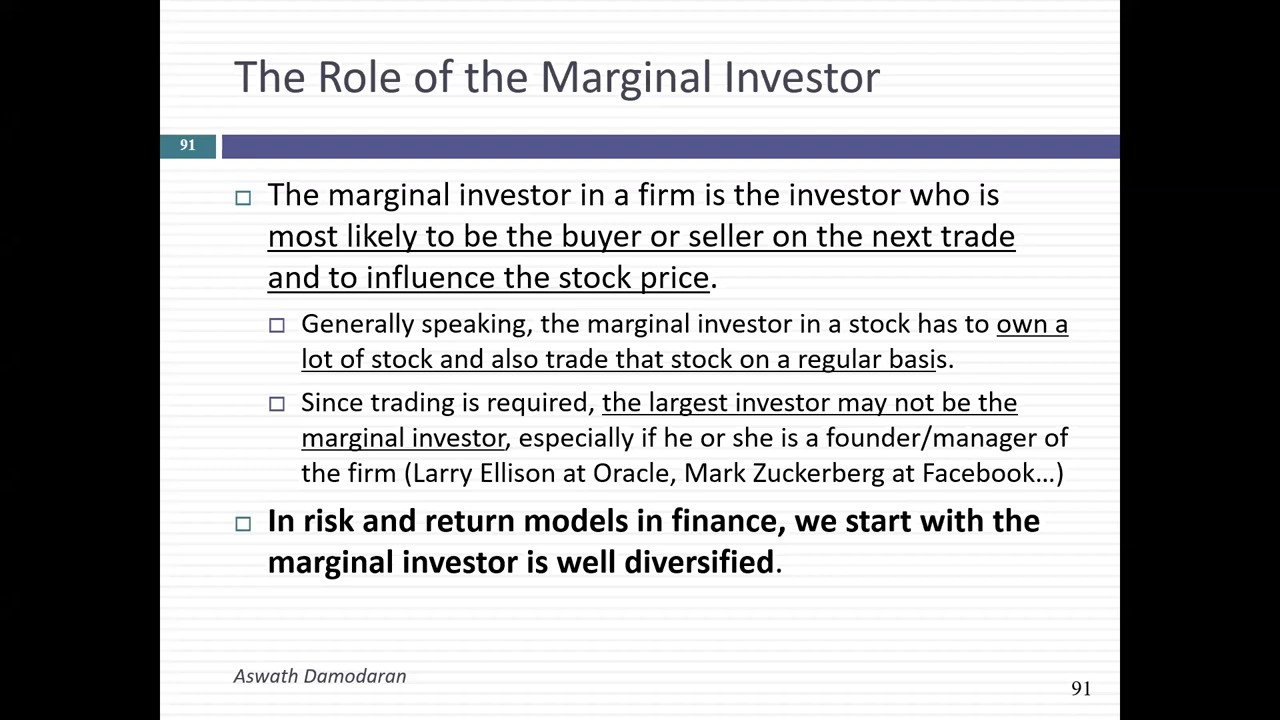 The Role of the Marginal Investor
91
The marginal investor in a firm is the investor who is
most likely to be the buyer or seller on the next trade
and to influence the stock price.
Generally speaking, the marginal investor in a stock has to own a
lot of stock and also trade that stock on a regular basis.
Since trading is required, the largest investor may not be the
marginal investor, especially if he or she is a founder/manager of
the firm (Larry Ellison at Oracle, Mark Zuckerberg at Facebook…)
In risk and return models in finance, we start with the
marginal investor is well diversified.
Aswath Damodaran
91